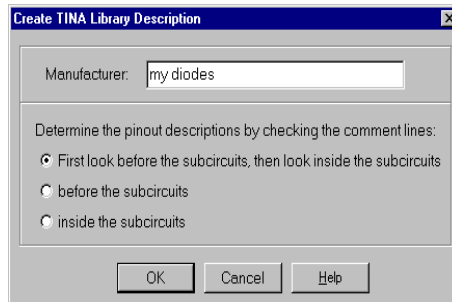 Create TINA Library Description
Manufacturer: my diodes
Determine the pinout descriptions by checking the comment lines:
First look before the subcircuits, then look inside the subcircuits
before the subcircuits
inside the subcircuits
OK Cancel Help